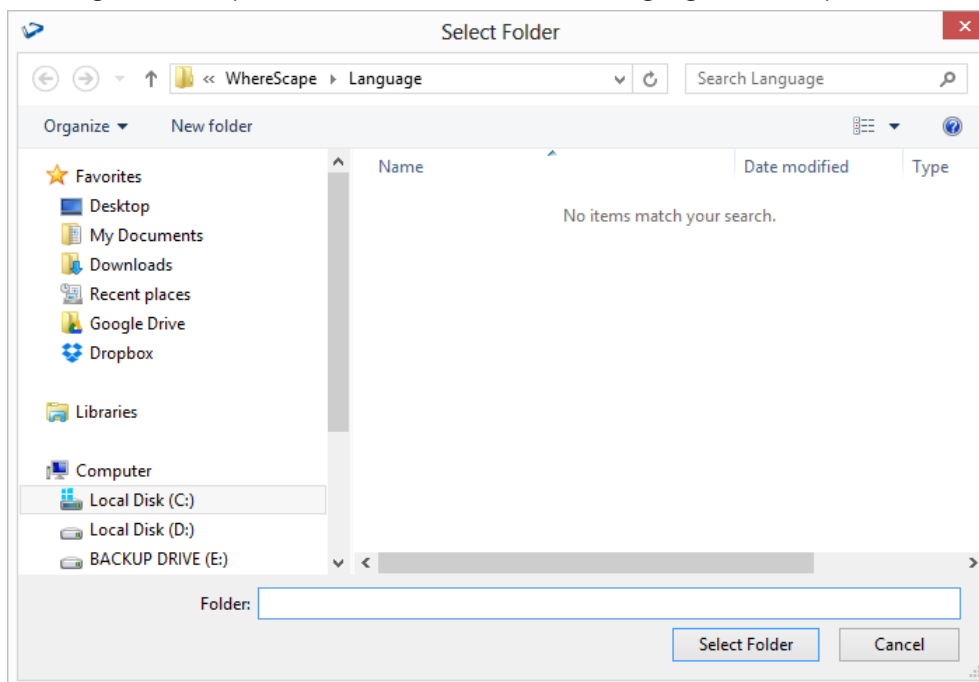 Select Folder
« WhereScape Language
Search Language
Organize
New folder
Name
Date modified
Type
No items match your search.
Favorites
Desktop
My Documents
Downloads
Recent places
Google Drive
Dropbox
Libraries
Computer
Local Disk (C:)
Local Disk (D:)
BACKUP DRIVE (E:)
Folder:
Select Folder
Cancel